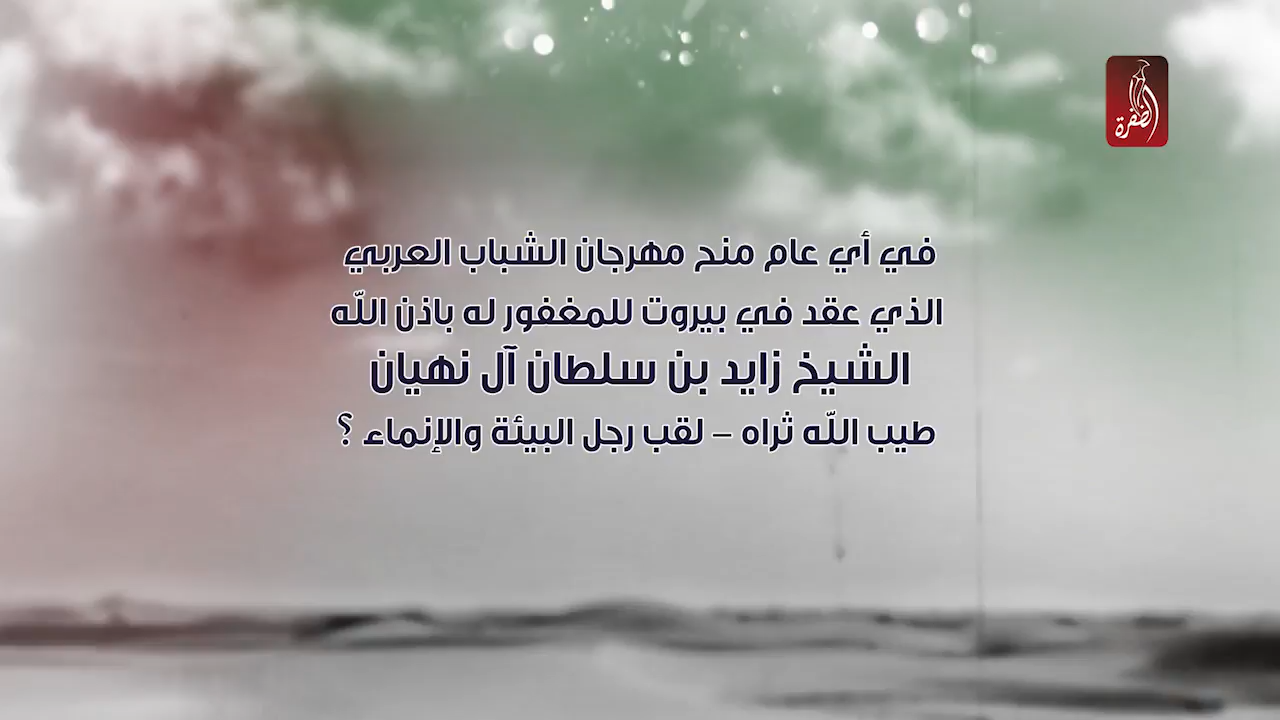 الظفرة
في أي عام منح مهرجان الشباب العربي
الذي عقد في بيروت للمغفور له باذن اللّه
الشيخ زايد بن سلطان آل نهيان
طيب اللّه ثراه – لقب رجل البيئة والإنماء ؟